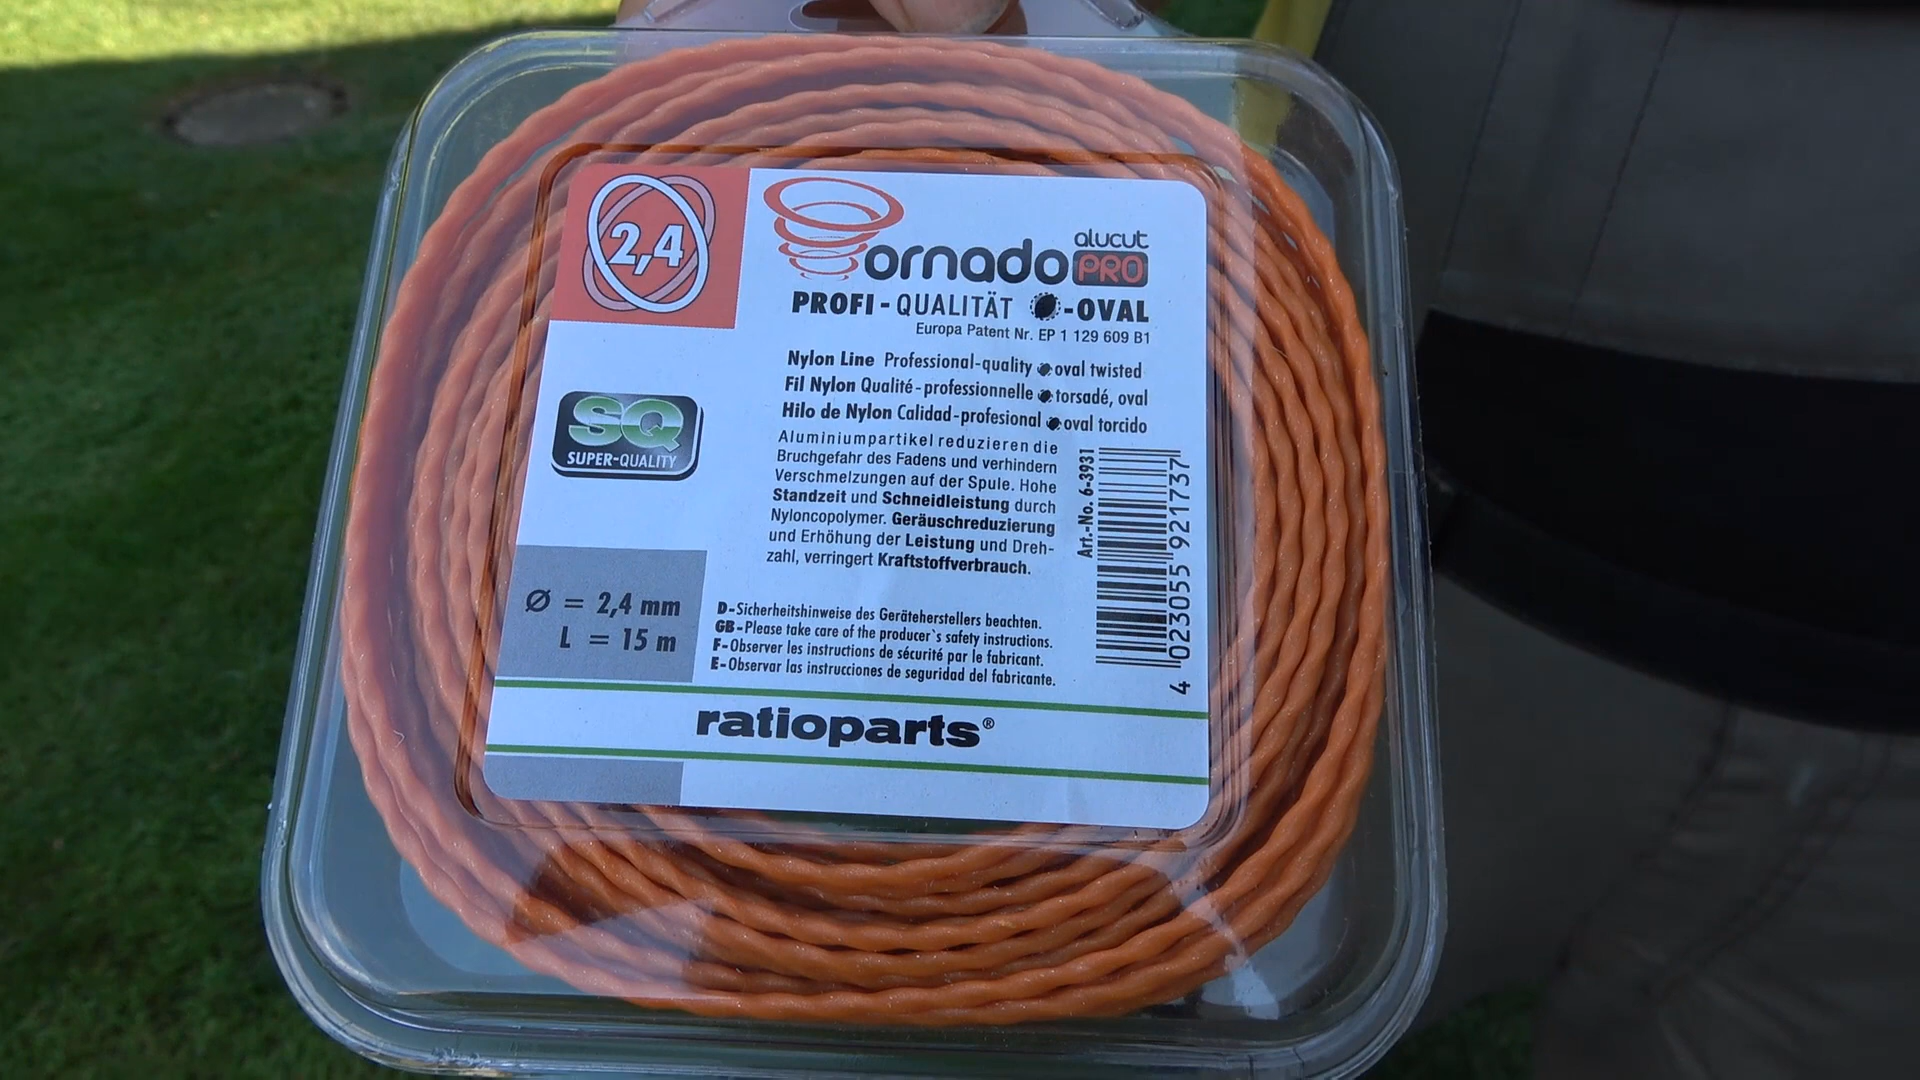 2,4
Tornado alucut PRO
PROFI - QUALITÄT -OVAL
Europa Patent Nr. EP 1 129 609 B1
Nylon Line Professional-quality oval twisted
Fil Nylon Qualité-professionnelle torsadé, oval
Hilo de Nylon Calidad-profesional oval torcido
SQ
SUPER-QUALITY
Aluminiumpartikel reduzieren die
Bruchgefahr des Fadens und verhindern
Verschmelzungen auf der Spule. Hohe
Standzeit und Schneidleistung durch
Nyloncopolymer. Geräuschreduzierung
und Erhöhung der Leistung und Dreh-
zahl, verringert Kraftstoffverbrauch.
Art.-No. 6-3931
4 023055 921737
Ø = 2,4 mm
L = 15 m
D-Sicherheitshinweise des Geräteherstellers beachten.
GB-Please take care of the producer`s safety instructions.
F-Observer les instructions de sécurité par le fabricant.
E-Observar las instrucciones de seguridad del fabricante.
ratioparts®